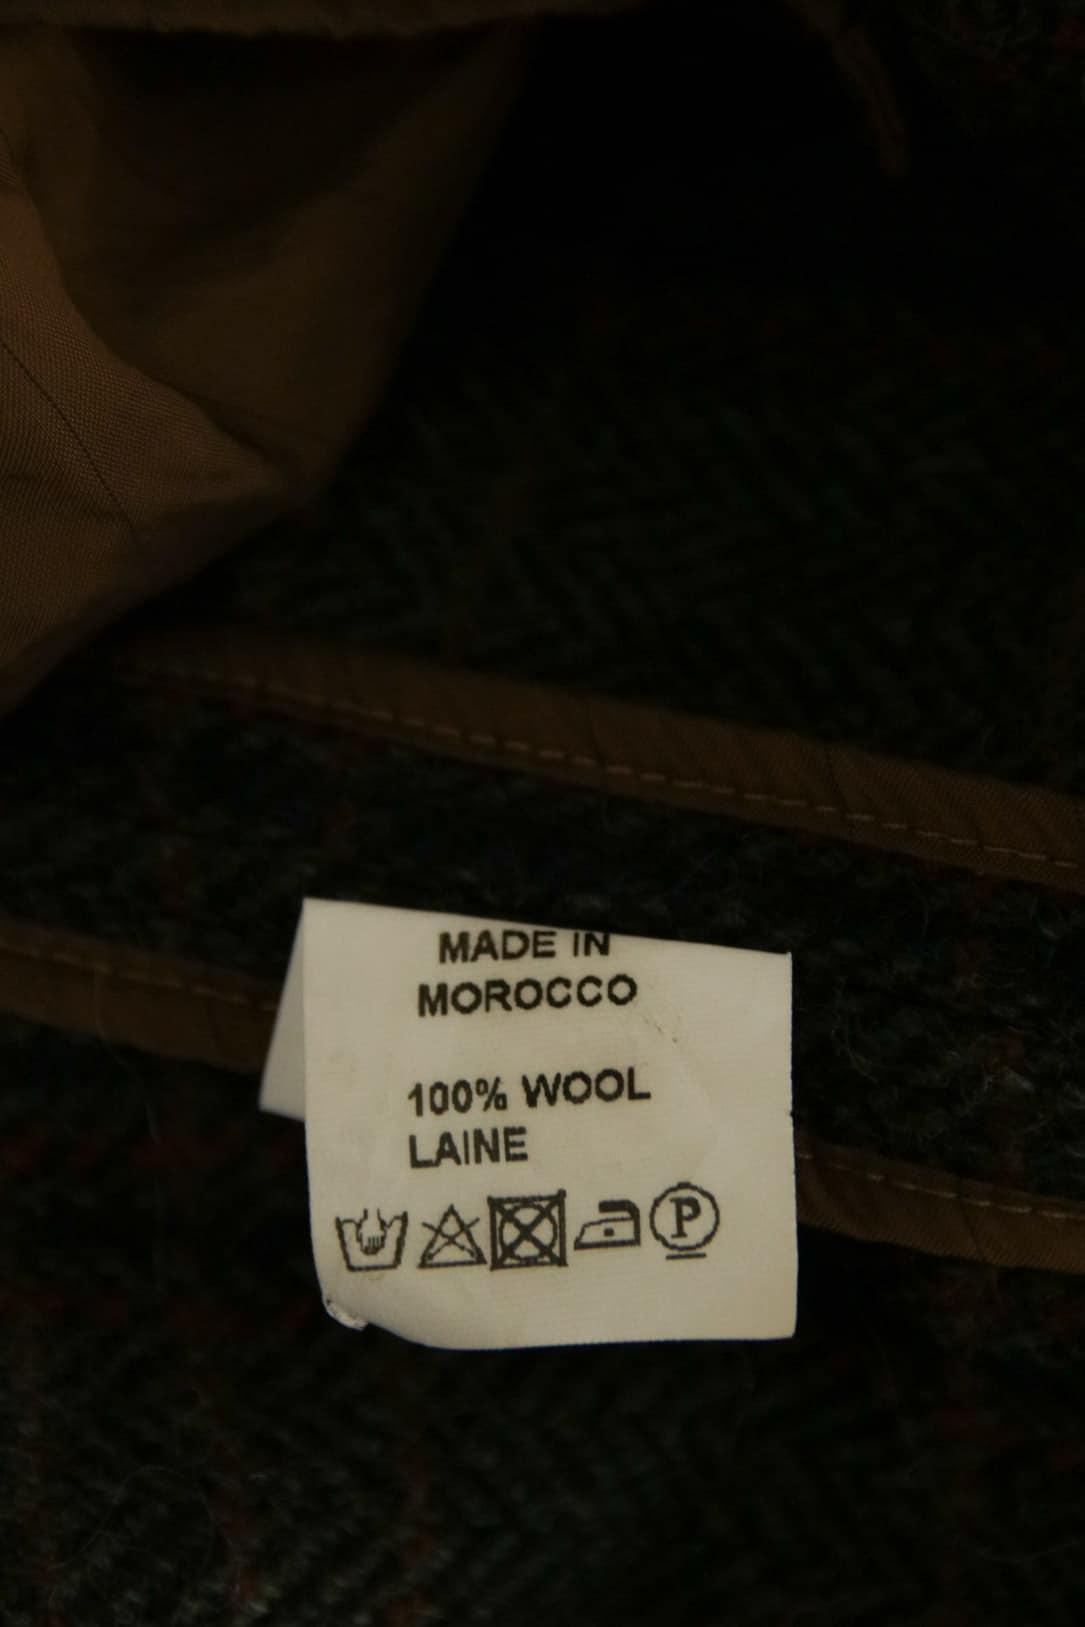 MADE IN
MOROCCO
100% WOOL
LAINE
P